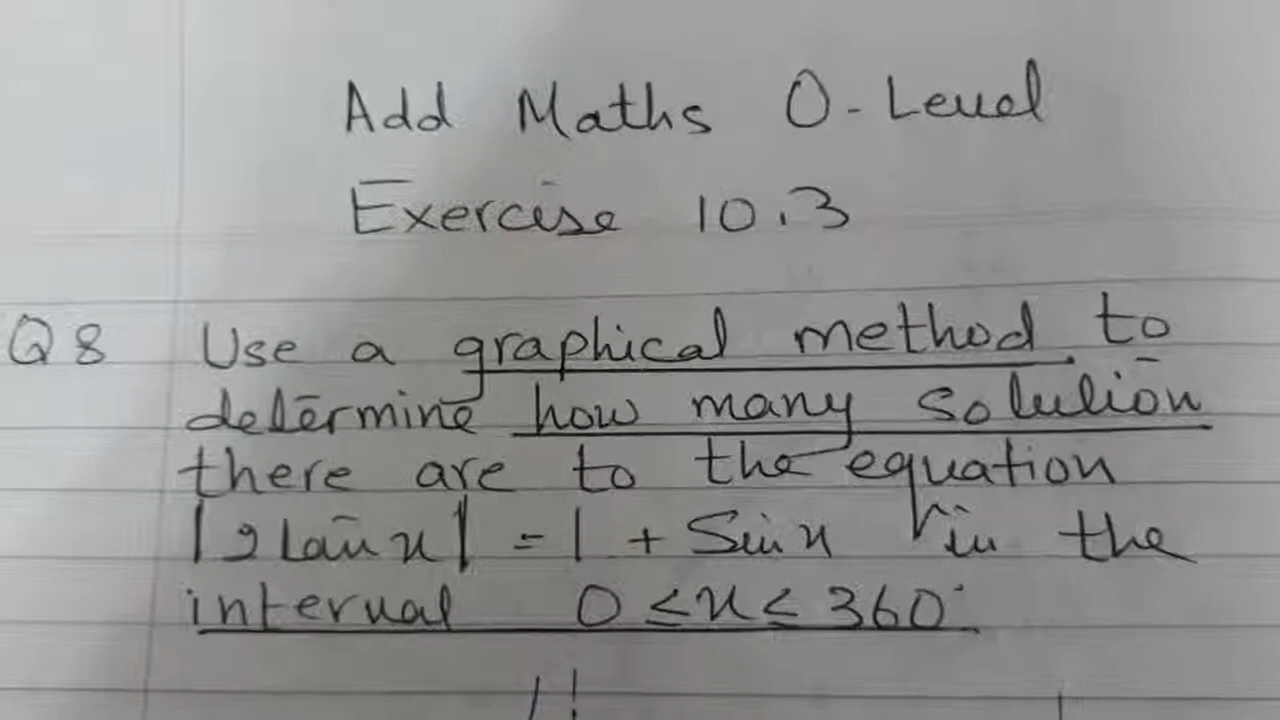 Add Maths O-Level
Exercise 10.3
Q8 Use a graphical method to
determine how many solution
there are to the equation
|2 tan x| = 1 + Sin x in the
interval 0 ≤ x ≤ 360°